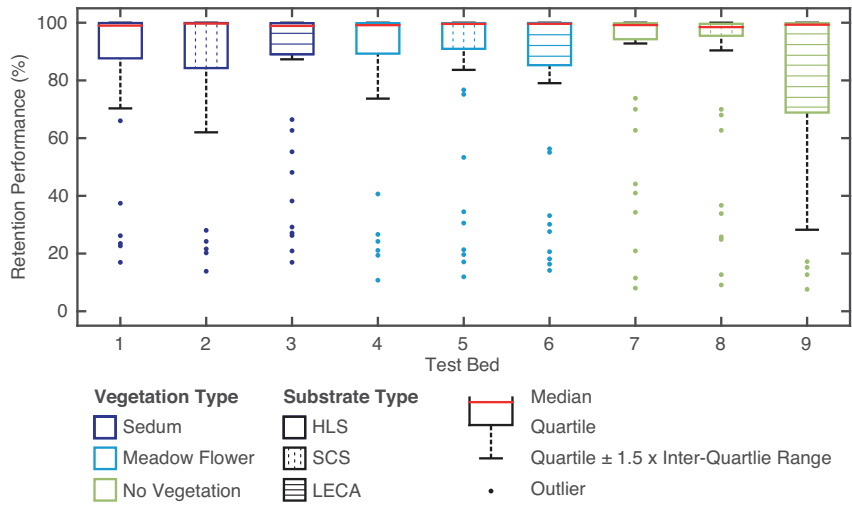 Retention Performance (%)
100
80
60
40
20
0
1 2 3 4 5 6 7 8 9
Test Bed
Vegetation Type
Sedum
Meadow Flower
No Vegetation
Substrate Type
HLS
SCS
LECA
Median
Quartile
Quartile ± 1.5 x Inter-Quartlie Range
Outlier